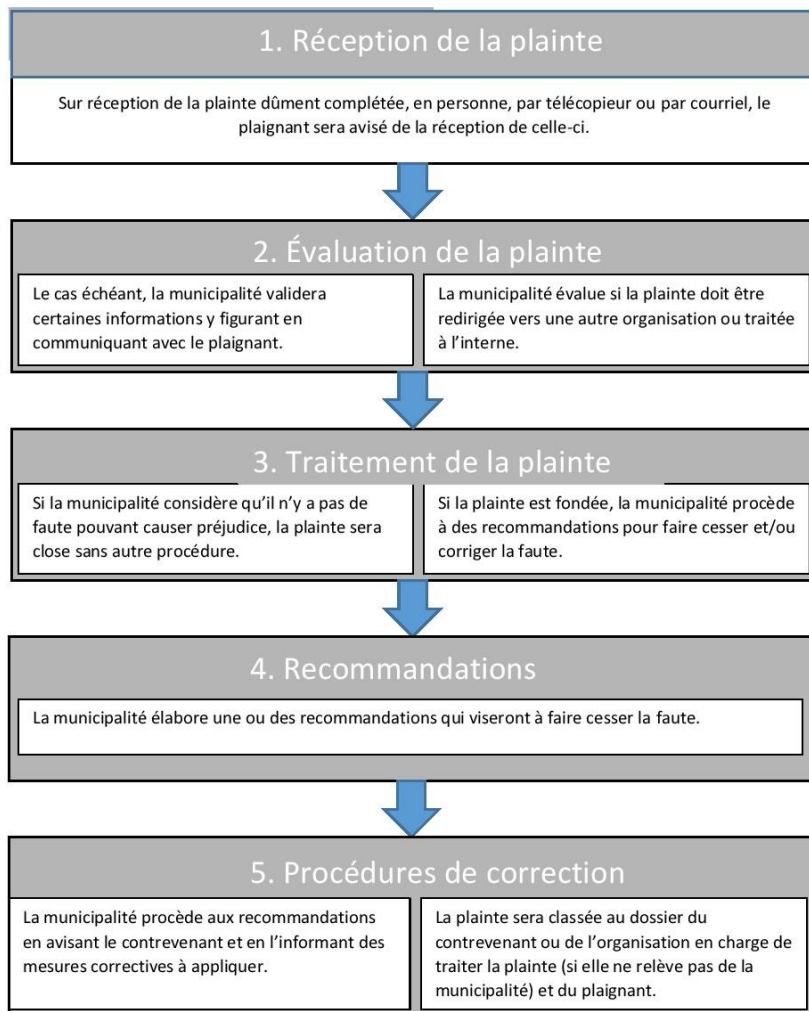 1. Réception de la plainte
Sur réception de la plainte dûment complétée, en personne, par télécopieur ou par courriel, le
plaignant sera avisé de la réception de celle-ci.
2. Évaluation de la plainte
Le cas échéant, la municipalité validera
certaines informations y figurant en
communiquant avec le plaignant.
La municipalité évalue si la plainte doit être
redirigée vers une autre organisation ou traitée
à l’interne.
3. Traitement de la plainte
Si la municipalité considère qu’il n’y a pas de
faute pouvant causer préjudice, la plainte sera
close sans autre procédure.
Si la plainte est fondée, la municipalité procède
à des recommandations pour faire cesser et/ou
corriger la faute.
4. Recommandations
La municipalité élabore une ou des recommandations qui viseront à faire cesser la faute.
5. Procédures de correction
La municipalité procède aux recommandations
en avisant le contrevenant et en l’informant des
mesures correctives à appliquer.
La plainte sera classée au dossier du
contrevenant ou de l’organisation en charge de
traiter la plainte (si elle ne relève pas de la
municipalité) et du plaignant.